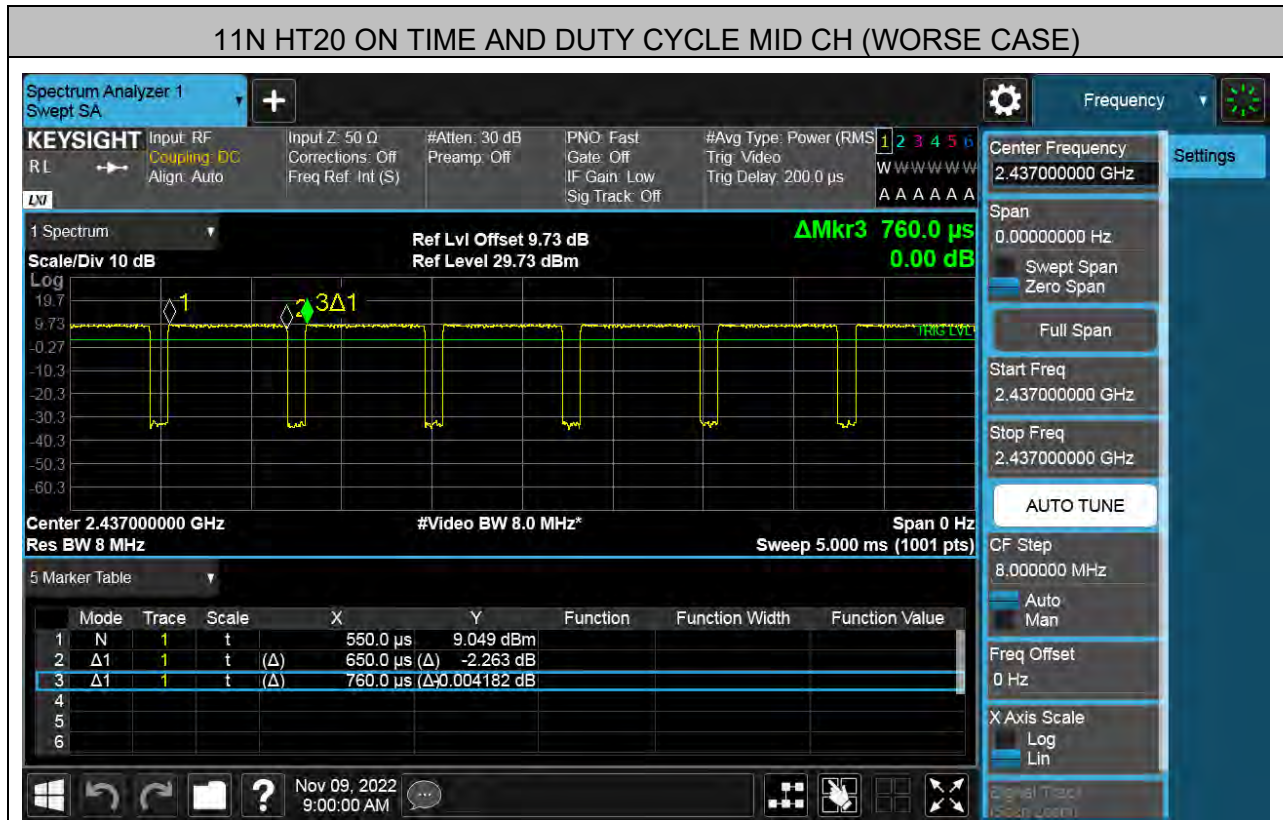 11N HT20 ON TIME AND DUTY CYCLE MID CH (WORSE CASE)
Spectrum Analyzer 1
Swept SA
+
Frequency
KEYSIGHT
RL
LXI
Input: RF
Coupling: DC
Align: Auto
Input Z: 50 Ω
Corrections: Off
Freq Ref: Int (S)
#Atten: 30 dB
Preamp: Off
PNO: Fast
Gate: Off
IF Gain: Low
Sig Track: Off
#Avg Type: Power (RMS
Trig: Video
Trig Delay: 200.0 µs
1 2 3 4 5 6
W W W W W W
A A A A A A
1 Spectrum
Scale/Div 10 dB
Ref Lvl Offset 9.73 dB
Ref Level 29.73 dBm
ΔMkr3 760.0 µs
0.00 dB
Log
19.7
9.73
-0.27
-10.3
-20.3
-30.3
-40.3
-50.3
-60.3
1
2
3Δ1
TRIG LVL
Center 2.437000000 GHz
#Video BW 8.0 MHz*
Span 0 Hz
Res BW 8 MHz
Sweep 5.000 ms (1001 pts)
5 Marker Table
Mode Trace Scale X Y Function Function Width Function Value
1 N 1 t 550.0 µs 9.049 dBm
2 Δ1 1 t (Δ) 650.0 µs (Δ) -2.263 dB
3 Δ1 1 t (Δ) 760.0 µs (Δ)-0.004182 dB
4
5
6
?
Nov 09, 2022
9:00:00 AM
Center Frequency
2.437000000 GHz
Settings
Span
0.00000000 Hz
Swept Span
Zero Span
Full Span
Start Freq
2.437000000 GHz
Stop Freq
2.437000000 GHz
AUTO TUNE
CF Step
8.000000 MHz
Auto
Man
Freq Offset
0 Hz
X Axis Scale
Log
Lin
Signal Track
(Span Zoom)